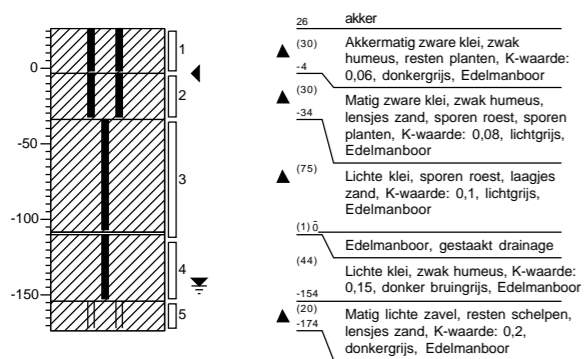 26 akker
(30) Akkermatig zware klei, zwak
humeus, resten planten, K-waarde:
-4 0,06, donkergrijs, Edelmanboor
(30) Matig zware klei, zwak humeus,
-34 lensjes zand, sporen roest, sporen
planten, K-waarde: 0,08, lichtgrijs,
Edelmanboor
(75) Lichte klei, sporen roest, laagjes
zand, K-waarde: 0,1, lichtgrijs,
Edelmanboor
(1)
Edelmanboor, gestaakt drainage
(44) Lichte klei, zwak humeus, K-waarde:
0,15, donker bruingrijs, Edelmanboor
-154
(20) Matig lichte zavel, resten schelpen,
-174 lensjes zand, K-waarde: 0,2,
donkergrijs, Edelmanboor
0
-50
-100
-150
1
2
3
4
5